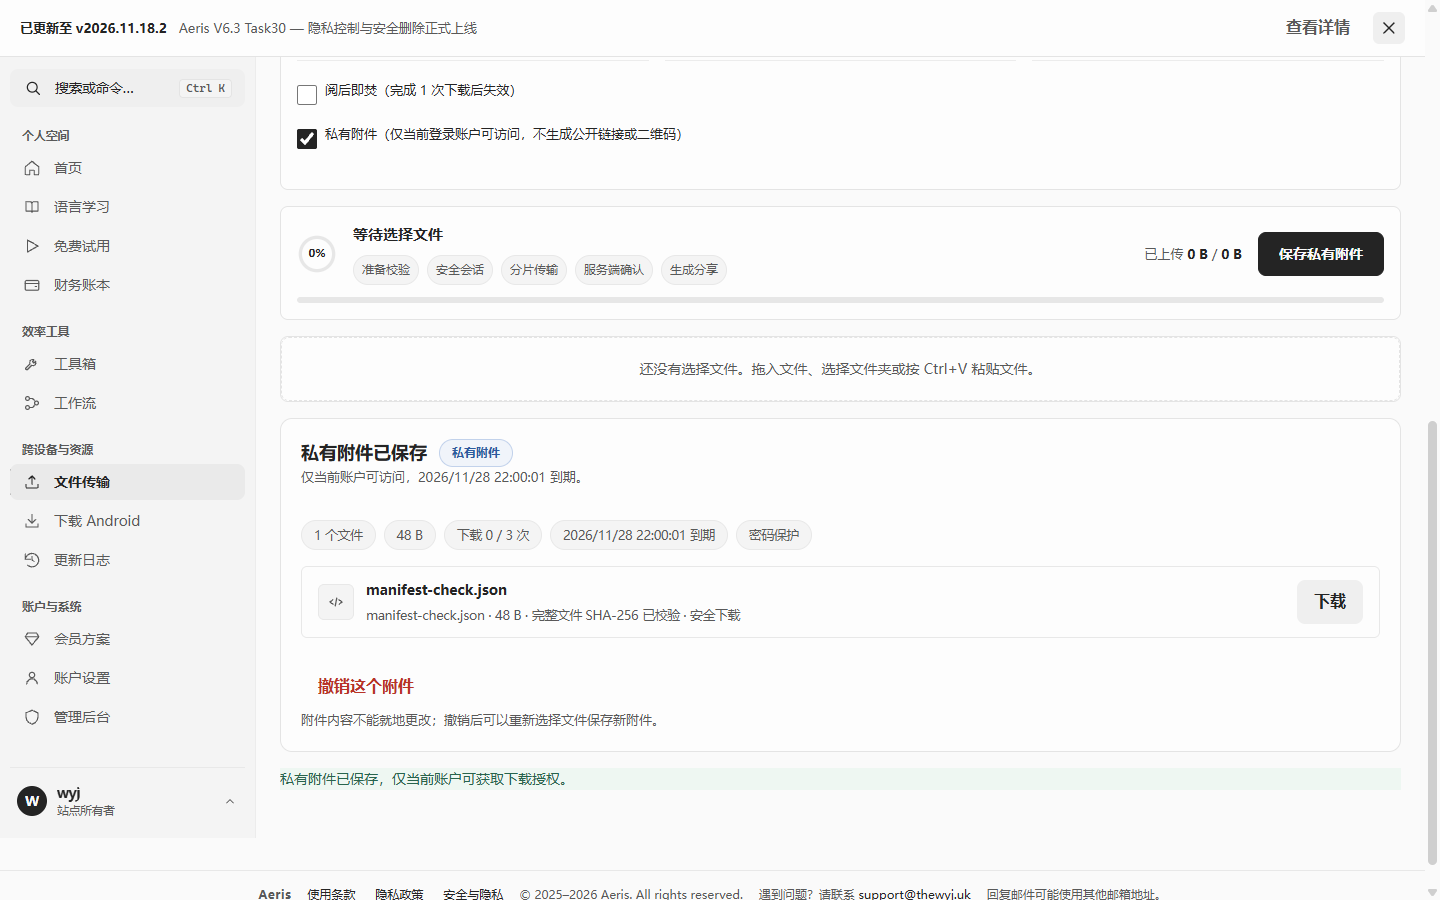 已更新至 v2026.11.18.2 Aeris V6.3 Task30 — 隐私控制与安全删除正式上线 查看详情
搜索或命令... Ctrl K
个人空间
首页
语言学习
免费试用
财务账本
效率工具
工具箱
工作流
跨设备与资源
文件传输
下载 Android
更新日志
账户与系统
会员方案
账户设置
管理后台
W wyj
站点所有者
阅后即焚（完成 1 次下载后失效）
私有附件（仅当前登录账户可访问，不生成公开链接或二维码）
0% 等待选择文件
准备校验 安全会话 分片传输 服务端确认 生成分享
已上传 0 B / 0 B 保存私有附件
还没有选择文件。拖入文件、选择文件夹或按 Ctrl+V 粘贴文件。
私有附件已保存 私有附件
仅当前账户可访问，2026/11/28 22:00:01 到期。
1 个文件 48 B 下载 0 / 3 次 2026/11/28 22:00:01 到期 密码保护
manifest-check.json
manifest-check.json · 48 B · 完整文件 SHA-256 已校验 · 安全下载
下载
撤销这个附件
附件内容不能就地更改；撤销后可以重新选择文件保存新附件。
私有附件已保存，仅当前账户可获取下载授权。
Aeris 使用条款 隐私政策 安全与隐私 © 2025–2026 Aeris. All rights reserved. 遇到问题？请联系 support@thewyj.uk 回复邮件可能使用其他邮箱地址。